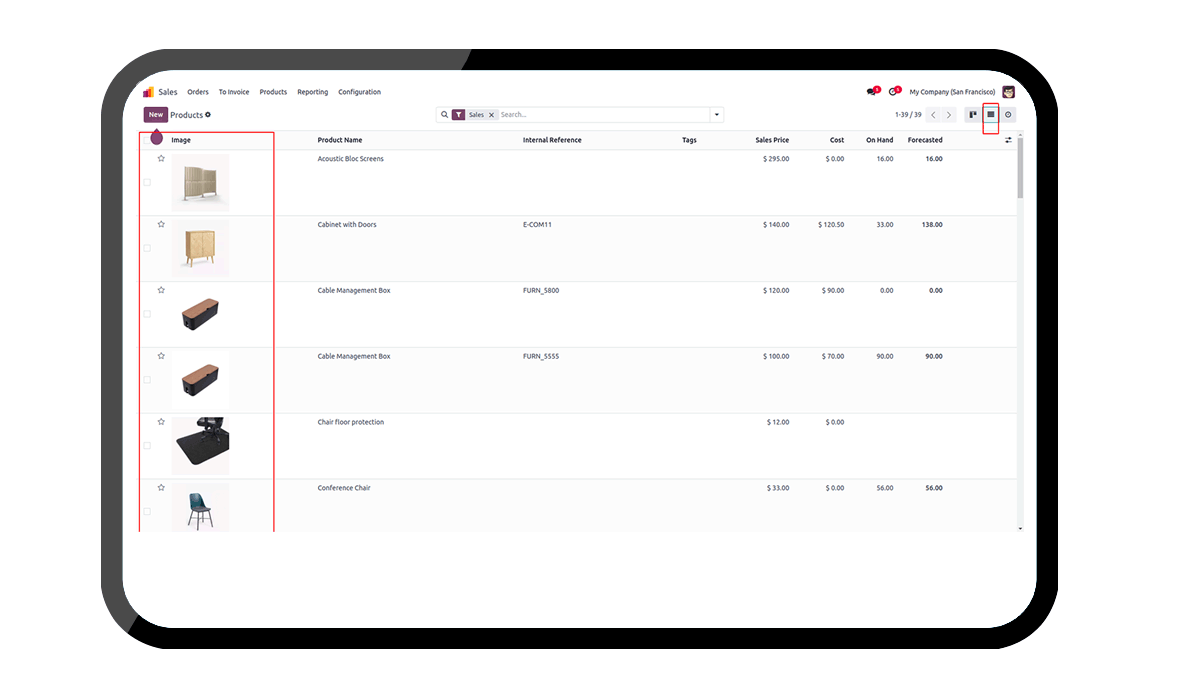 Sales Orders To Invoice Products Reporting Configuration
1 1 My Company (San Francisco)
New Products Sales × Search... 1-39 / 39
Image Product Name Internal Reference Tags Sales Price Cost On Hand Forecasted
Acoustic Bloc Screens $ 295.00 $ 0.00 16.00 16.00
Cabinet with Doors E-COM11 $ 140.00 $ 120.50 33.00 138.00
Cable Management Box FURN_5800 $ 120.00 $ 90.00 0.00 0.00
Cable Management Box FURN_5555 $ 100.00 $ 70.00 90.00 90.00
Chair floor protection $ 12.00 $ 0.00
Conference Chair $ 33.00 $ 0.00 56.00 56.00